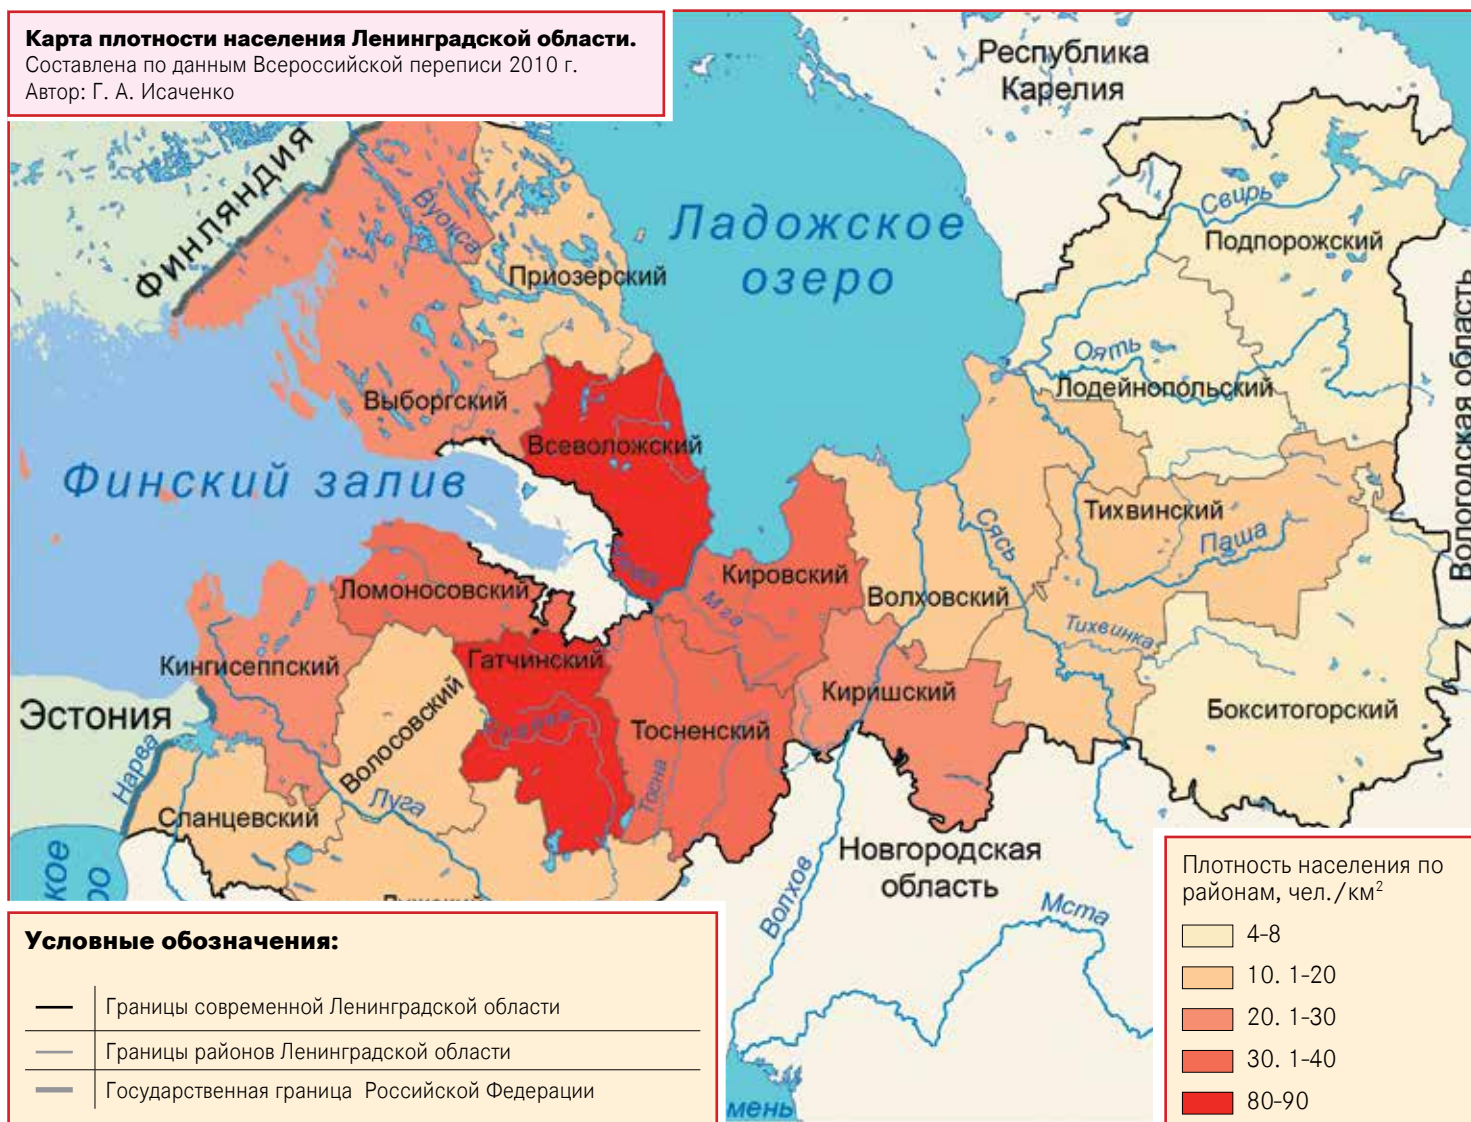 Карта плотности населения Ленинградской области.
Составлена по данным Всероссийской переписи 2010 г.
Автор: Г. А. Исаченко
Республика
Карелия
ФИНЛЯНДИЯ
Вуокса
Ладожское
озеро
Свирь
Подпорожский
Приозерский
Вологодская область
Оять
Лодейнопольский
Выборгский
Всеволожский
Финский залив
Тихвинский
Сясь
Паша
Нева
Ломоносовский
Кировский
Мга
Волховский
Тихвинка
Кингисеппский
Гатчинский
Киришский
Бокситогорский
Эстония
Волосовский
Тосненский
Нарва
Луга
Тосна
Сланцевский
Новгородская
область
Волхов
Мста
кое
ро
мень
Условные обозначения:
Границы современной Ленинградской области
Границы районов Ленинградской области
Государственная граница Российской Федерации
Плотность населения по
районам, чел./км²
4-8
10. 1-20
20. 1-30
30. 1-40
80-90